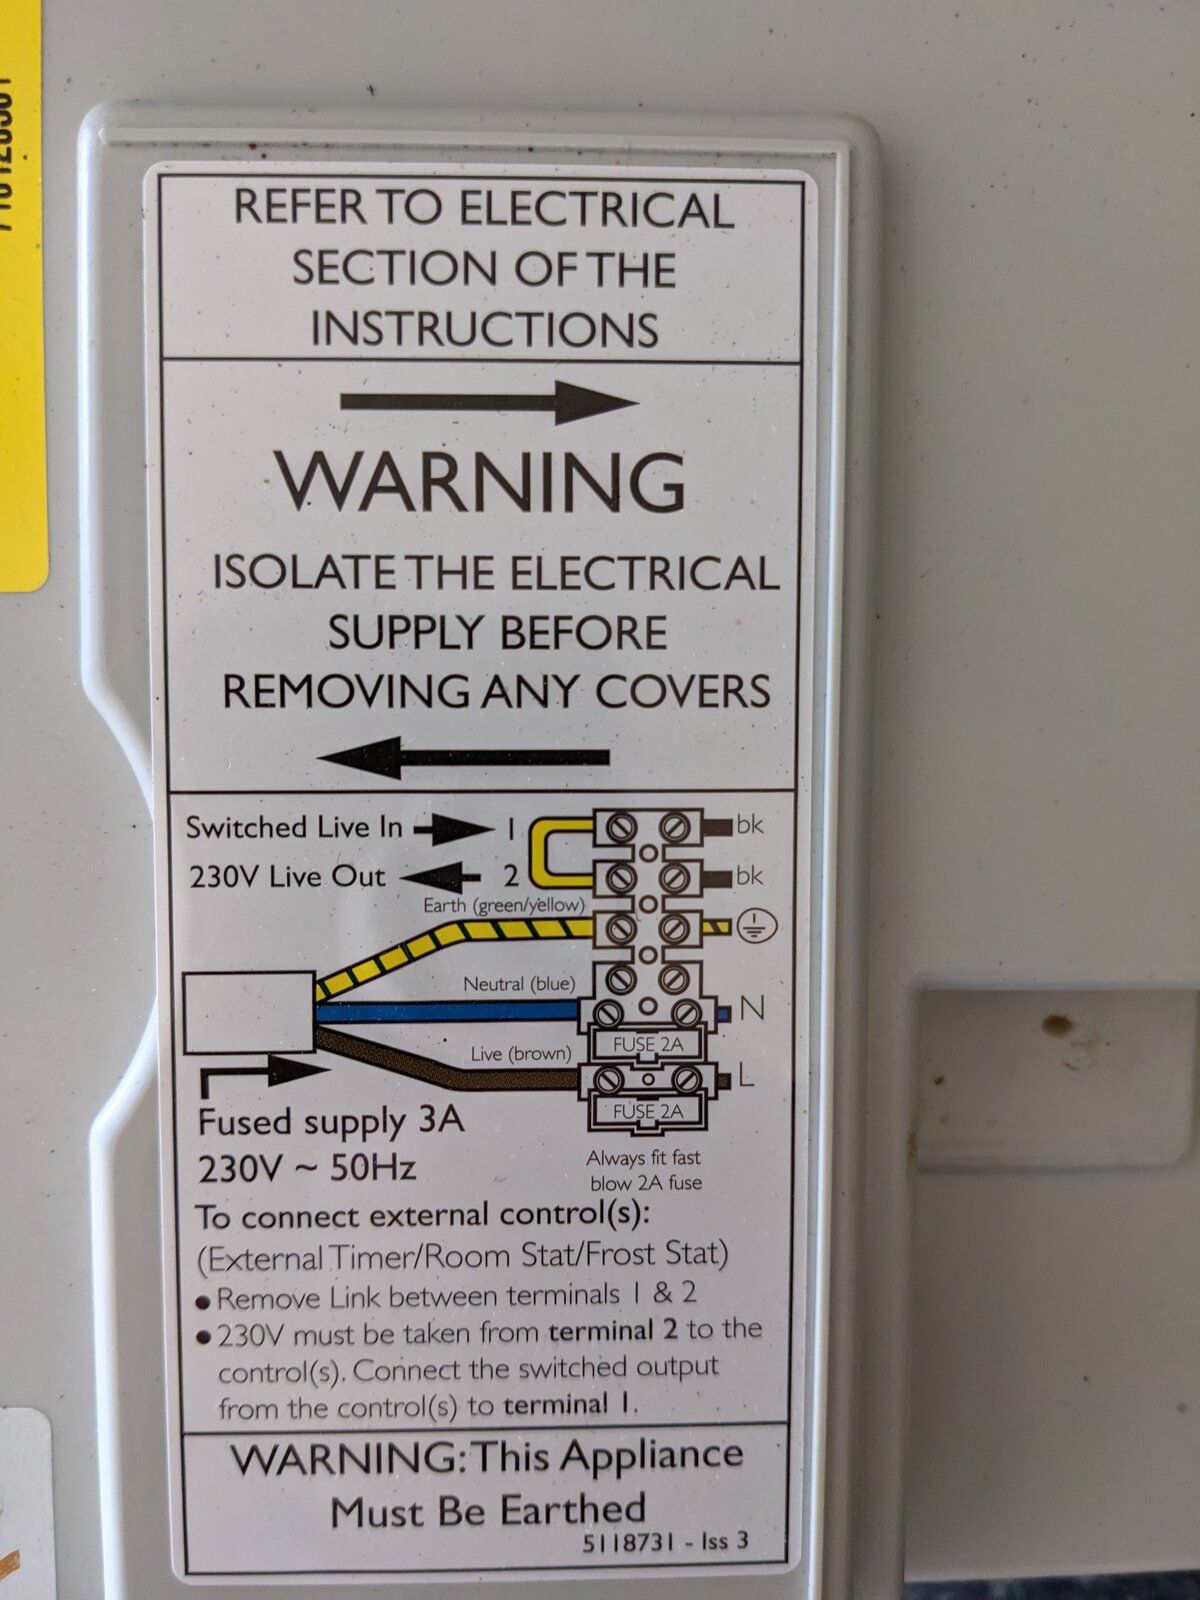 REFER TO ELECTRICAL
SECTION OF THE
INSTRUCTIONS
WARNING
ISOLATE THE ELECTRICAL
SUPPLY BEFORE
REMOVING ANY COVERS
Switched Live In 1 bk
230V Live Out 2 bk
Earth (green/yellow)
Neutral (blue) N
FUSE 2A
Live (brown) L
FUSE 2A
Fused supply 3A
230V ~ 50Hz
Always fit fast
blow 2A fuse
To connect external control(s):
(External Timer/Room Stat/Frost Stat)
• Remove Link between terminals 1 & 2
• 230V must be taken from terminal 2 to the
control(s). Connect the switched output
from the control(s) to terminal 1.
WARNING: This Appliance
Must Be Earthed
5118731 - Iss 3